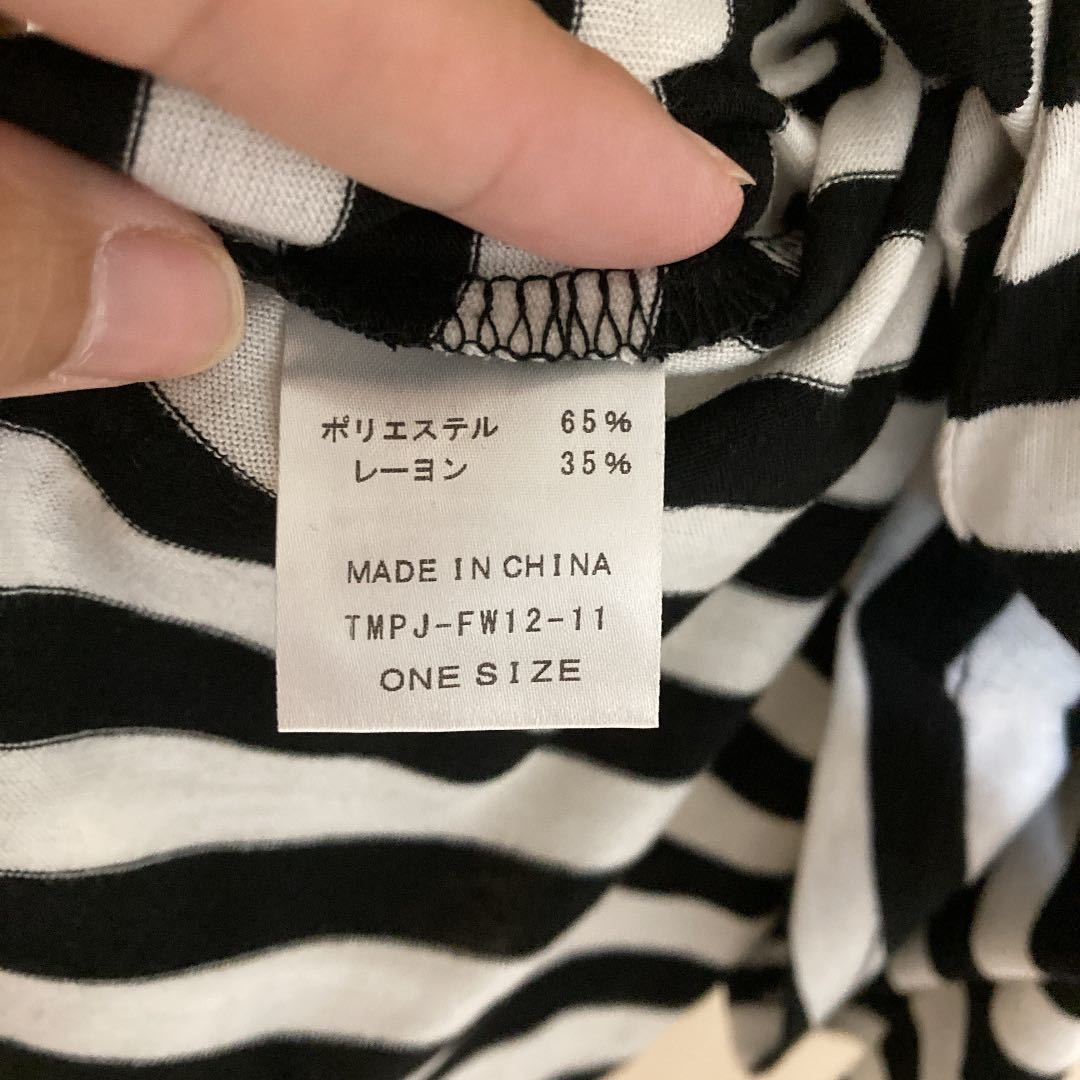 ポリエステル 65%
レーヨン 35%
MADE IN CHINA
TMPJ-FW12-11
ONE SIZE